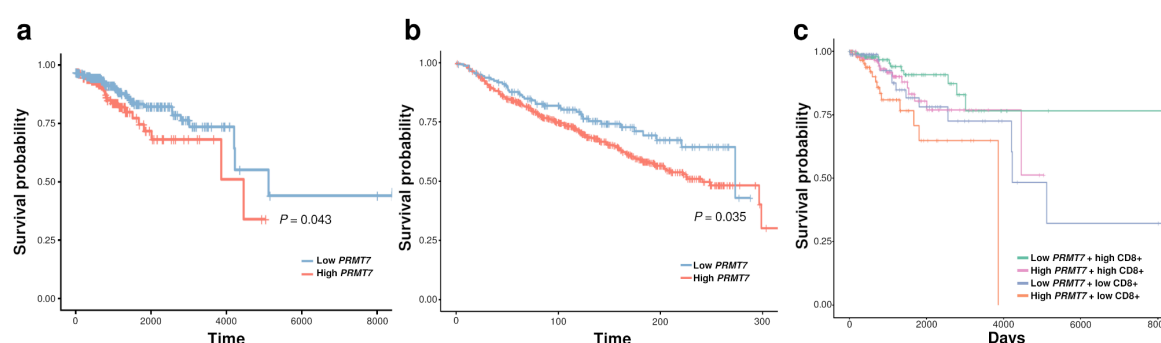 a
Survival probability
1.00
0.75
0.50
0.25
0.00
P = 0.043
Low PRMT7
High PRMT7
0 2000 4000 6000 8000
Time
b
Survival probability
1.00
0.75
0.50
0.25
0.00
P = 0.035
Low PRMT7
High PRMT7
0 100 200 300
Time
c
Survival probability
1.00
0.75
0.50
0.25
0.00
Low PRMT7 + high CD8+
High PRMT7 + high CD8+
Low PRMT7 + low CD8+
High PRMT7 + low CD8+
0 2000 4000 6000 8000
Days